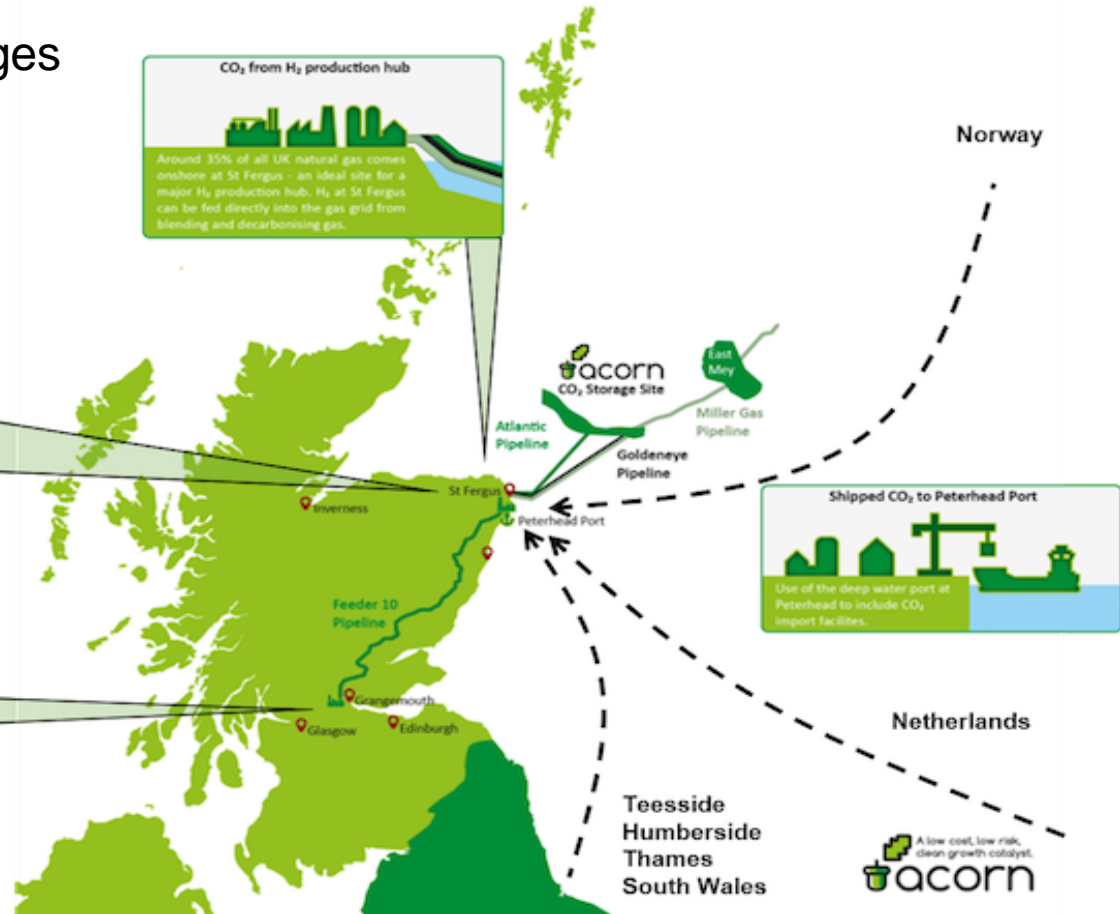 ges
CO₂ from H₂ production hub
Around 35% of all UK natural gas comes
onshore at St Fergus - an ideal site for a
major H₂ production hub. H₂ at St Fergus
can be fed directly into the gas grid from
blending and decarbonising gas.
Norway
acorn
CO₂ Storage Site
East
Mey
Atlantic
Pipeline
Miller Gas
Pipeline
Goldeneye
Pipeline
St Fergus
Inverness
Peterhead Port
Shipped CO₂ to Peterhead Port
Use of the deep water port at
Peterhead to include CO₂
import facilites.
Feeder 10
Pipeline
Grangemouth
Glasgow
Edinburgh
Netherlands
Teesside
Humberside
Thames
South Wales
A low cost, low risk,
clean growth catalyst.
acorn